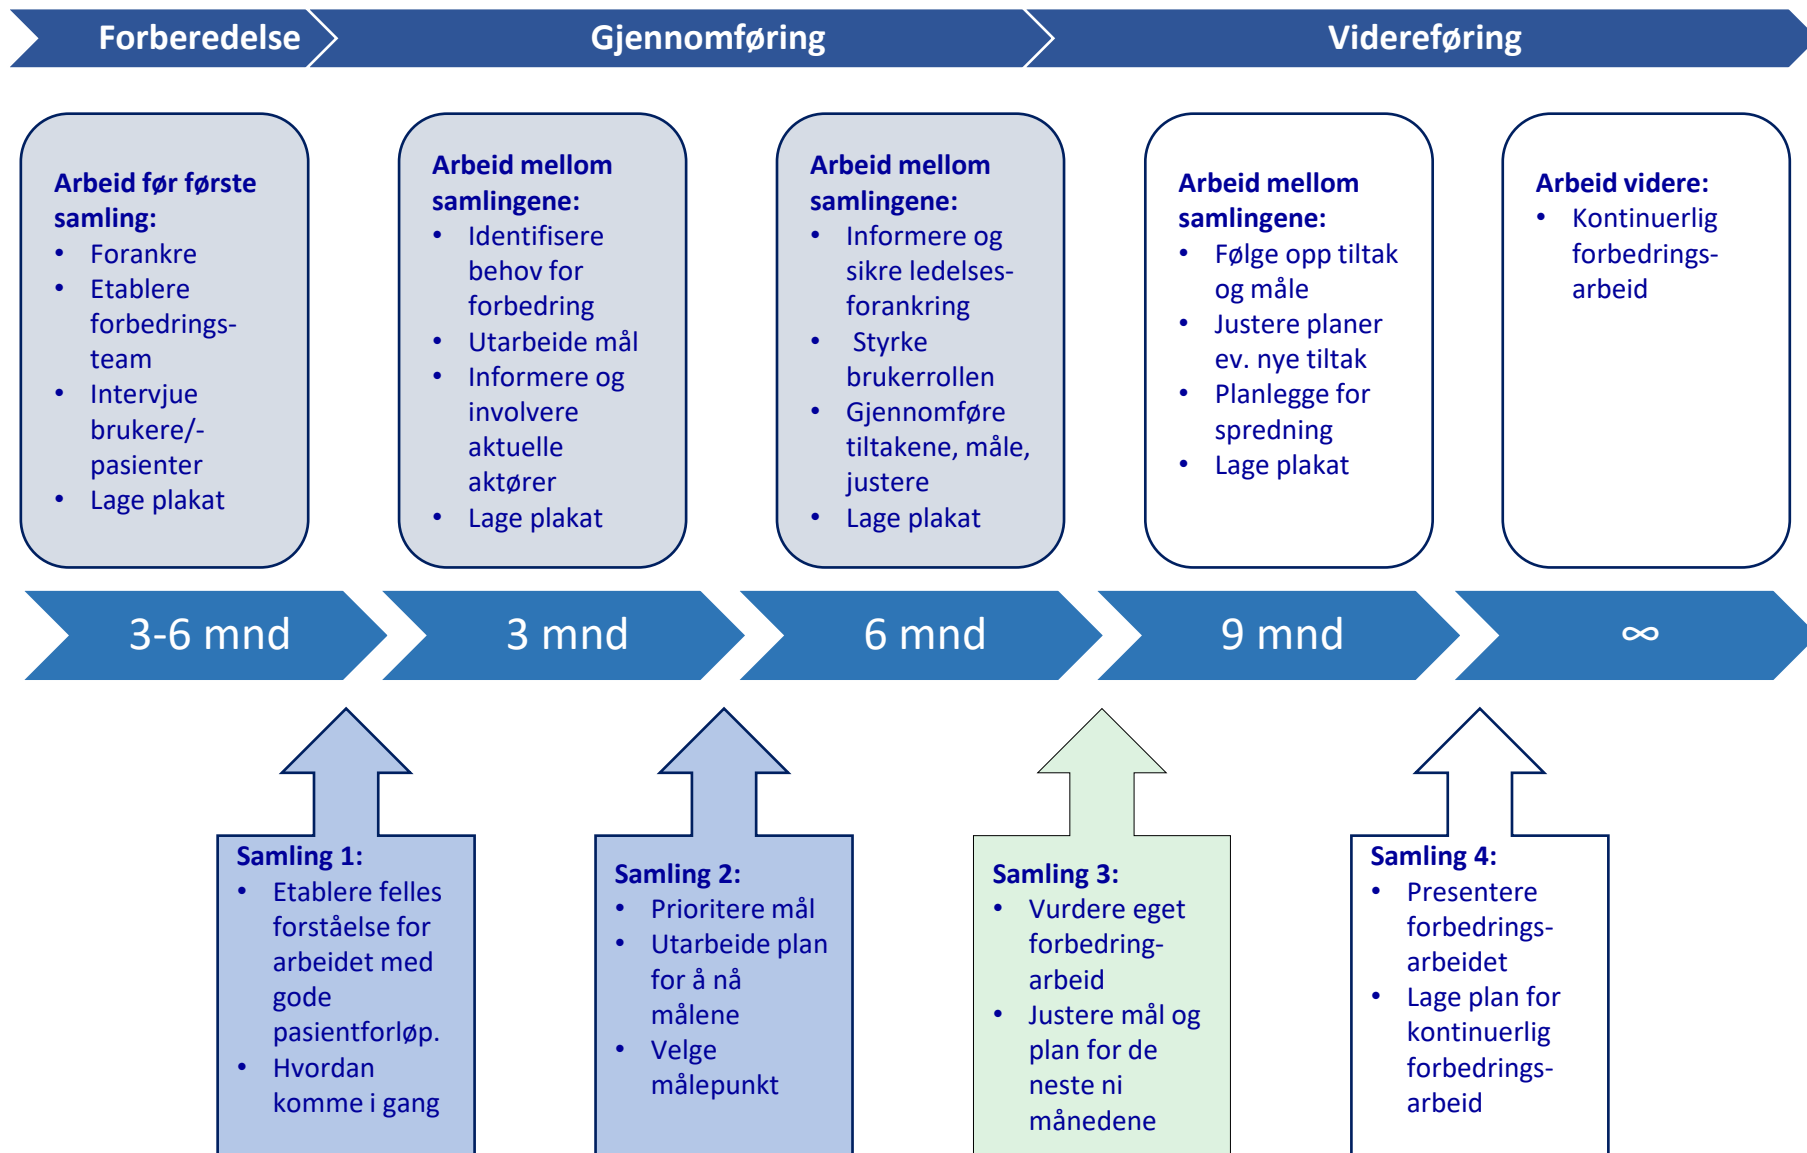 Forberedelse
Gjennomføring
Videreføring
Arbeid før første
samling:
• Forankre
• Etablere
forbedrings-
team
• Intervjue
brukere/-
pasienter
• Lage plakat
Arbeid mellom
samlingene:
• Identifisere
behov for
forbedring
• Utarbeide mål
• Informere og
involvere
aktuelle
aktører
• Lage plakat
Arbeid mellom
samlingene:
• Informere og
sikre ledelses-
forankring
• Styrke
brukerrollen
• Gjennomføre
tiltakene, måle,
justere
• Lage plakat
Arbeid mellom
samlingene:
• Følge opp tiltak
og måle
• Justere planer
ev. nye tiltak
• Planlegge for
spredning
• Lage plakat
Arbeid videre:
• Kontinuerlig
forbedrings-
arbeid
3-6 mnd
3 mnd
6 mnd
9 mnd
∞
Samling 1:
• Etablere felles
forståelse for
arbeidet med
gode
pasientforløp.
• Hvordan
komme i gang
Samling 2:
• Prioritere mål
• Utarbeide plan
for å nå
målene
• Velge
målepunkt
Samling 3:
• Vurdere eget
forbedring-
arbeid
• Justere mål og
plan for de
neste ni
månedene
Samling 4:
• Presentere
forbedrings-
arbeidet
• Lage plan for
kontinuerlig
forbedrings-
arbeid